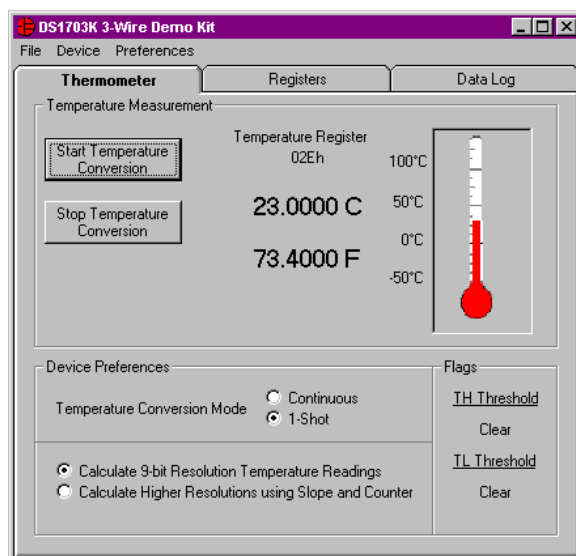 DS1703K 3-Wire Demo Kit
File Device Preferences
Thermometer Registers Data Log
Temperature Measurement
Start Temperature
Conversion
Stop Temperature
Conversion
Temperature Register
02Eh
23.0000 C
73.4000 F
100°C
50°C
0°C
-50°C
Device Preferences
Temperature Conversion Mode
Continuous
1-Shot
Calculate 9-bit Resolution Temperature Readings
Calculate Higher Resolutions using Slope and Counter
Flags
TH Threshold
Clear
TL Threshold
Clear